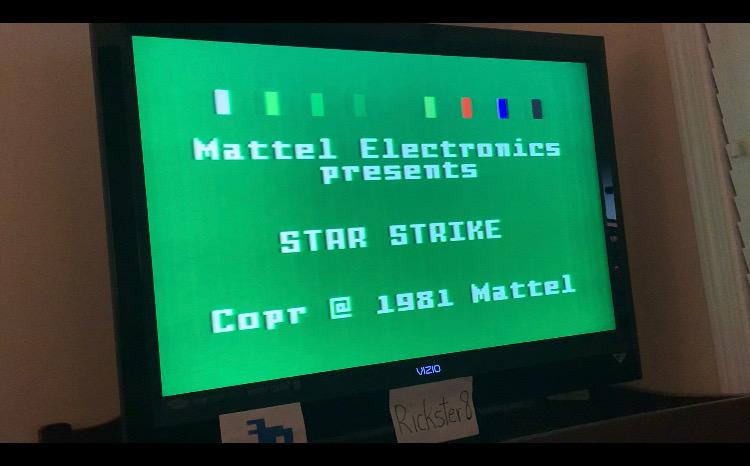 Mattel Electronics
presents
STAR STRIKE
Copr @ 1981 Mattel
VIZIO
Rickster8